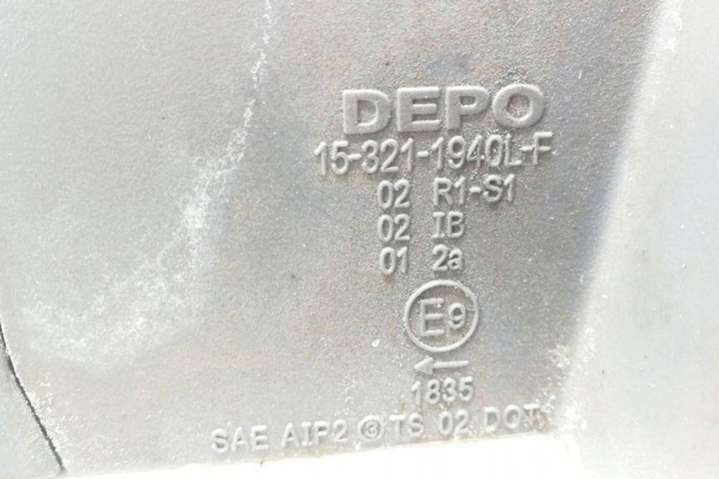 DEPO
15-321-1940L-F
02 R1-S1
02 IB
01 2a
E9
←
1835
SAE AIP2 ③ TS 02 DOT